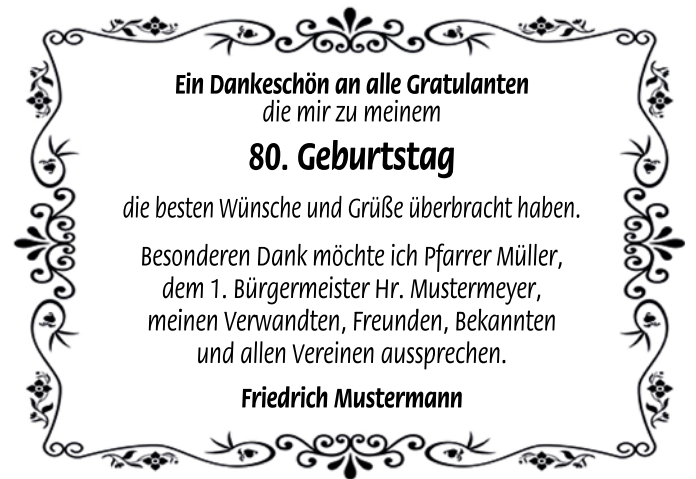 Ein Dankeschön an alle Gratulanten
die mir zu meinem
80. Geburtstag
die besten Wünsche und Grüße überbracht haben.
Besonderen Dank möchte ich Pfarrer Müller,
dem 1. Bürgermeister Hr. Mustermeyer,
meinen Verwandten, Freunden, Bekannten
und allen Vereinen aussprechen.
Friedrich Mustermann